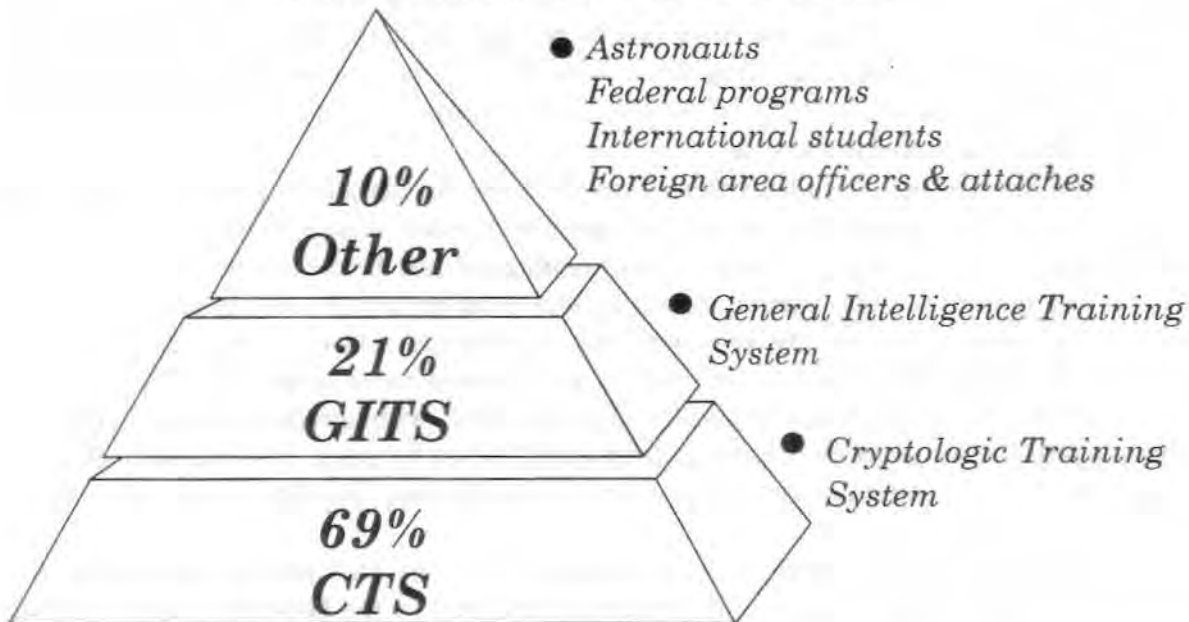 ● Astronauts
Federal programs
International students
Foreign area officers & attaches
10%
Other
● General Intelligence Training
System
21%
GITS
● Cryptologic Training
System
69%
CTS